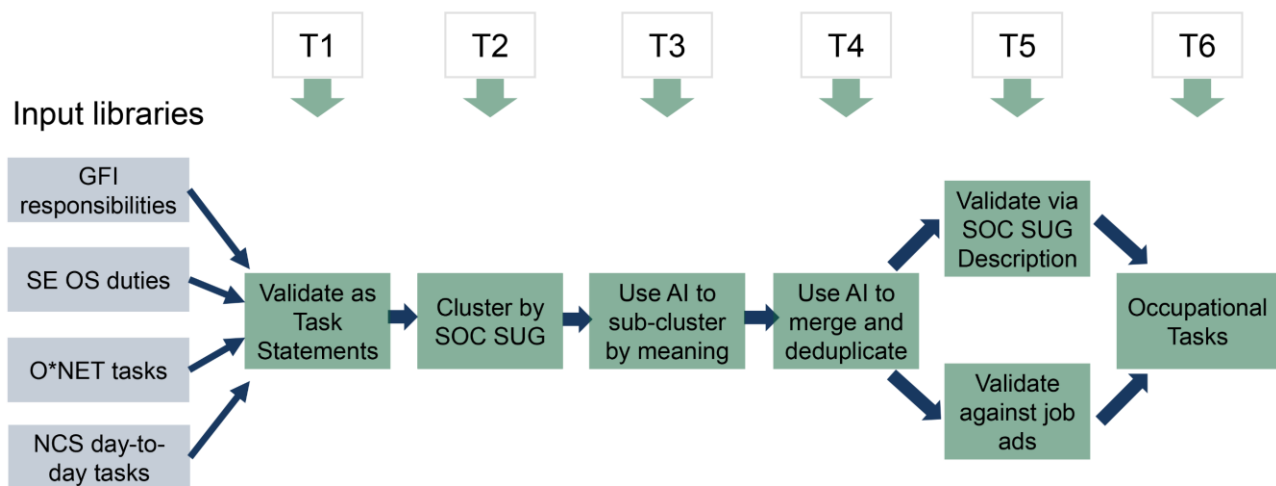 T1
T2
T3
T4
T5
T6
Input libraries
GFI
responsibilities
SE OS duties
O*NET tasks
NCS day-to-
day tasks
Validate as
Task
Statements
Cluster by
SOC SUG
Use AI to
sub-cluster
by meaning
Use AI to
merge and
deduplicate
Validate via
SOC SUG
Description
Validate
against job
ads
Occupational
Tasks